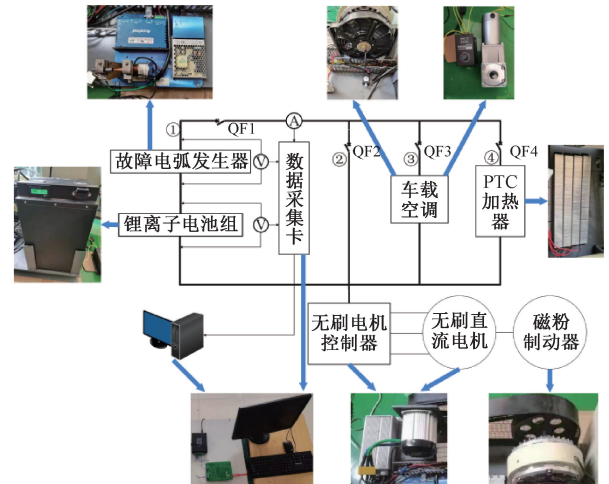 ① QF1 A
② QF2
③ QF3
④ QF4
故障电弧发生器
V
锂离子电池组
V
数据
采集
卡
车载
空调
PTC
加热
器
无刷电机
控制器
无刷直
流电机
磁粉
制动器